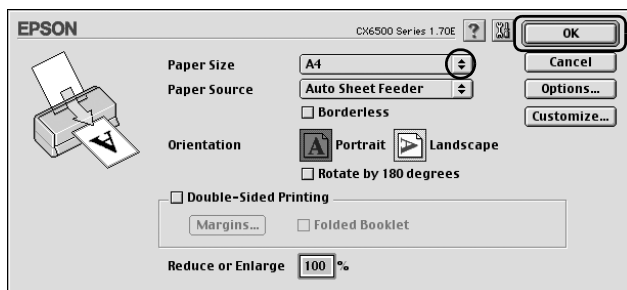 EPSON CX6500 Series 1.70E ? OK
Paper Size A4 Cancel
Paper Source Auto Sheet Feeder Options...
Borderless Customize...
Orientation A Portrait A Landscape
Rotate by 180 degrees
A
Double-Sided Printing
Margins... Folded Booklet
Reduce or Enlarge 100 %